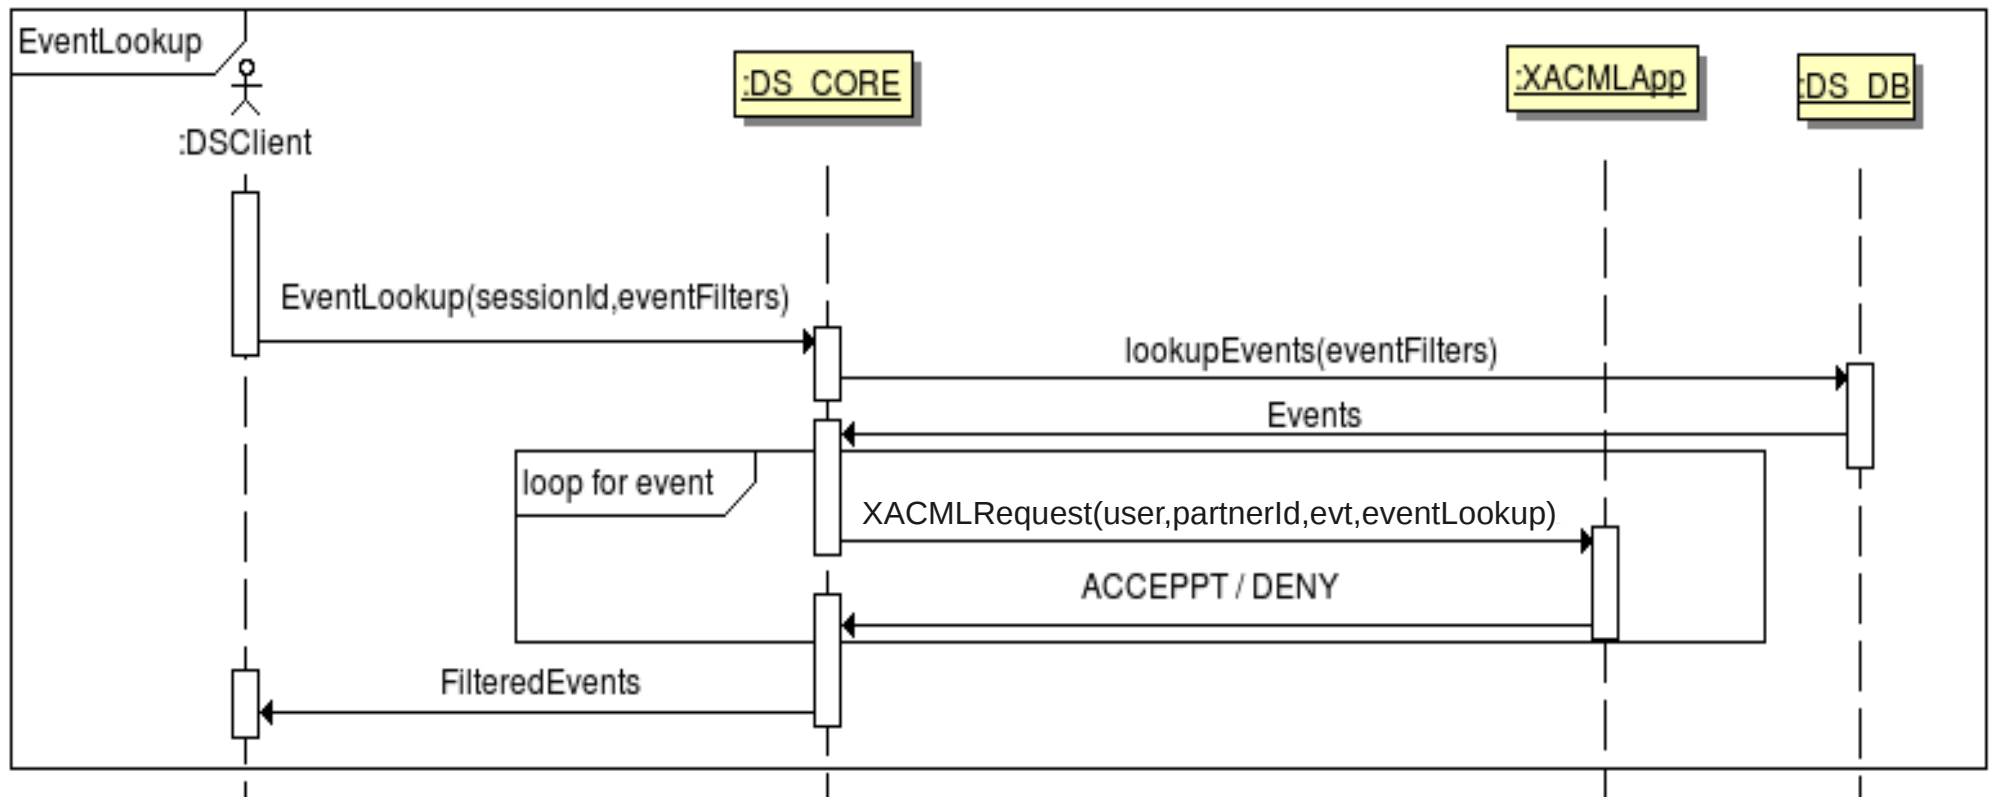 EventLookup
:DSClient
:DS_CORE
:XACMLApp
:DS_DB
EventLookup(sessionId,eventFilters)
lookupEvents(eventFilters)
Events
loop for event
XACMLRequest(user,partnerId,evt,eventLookup)
ACCEPPT / DENY
FilteredEvents